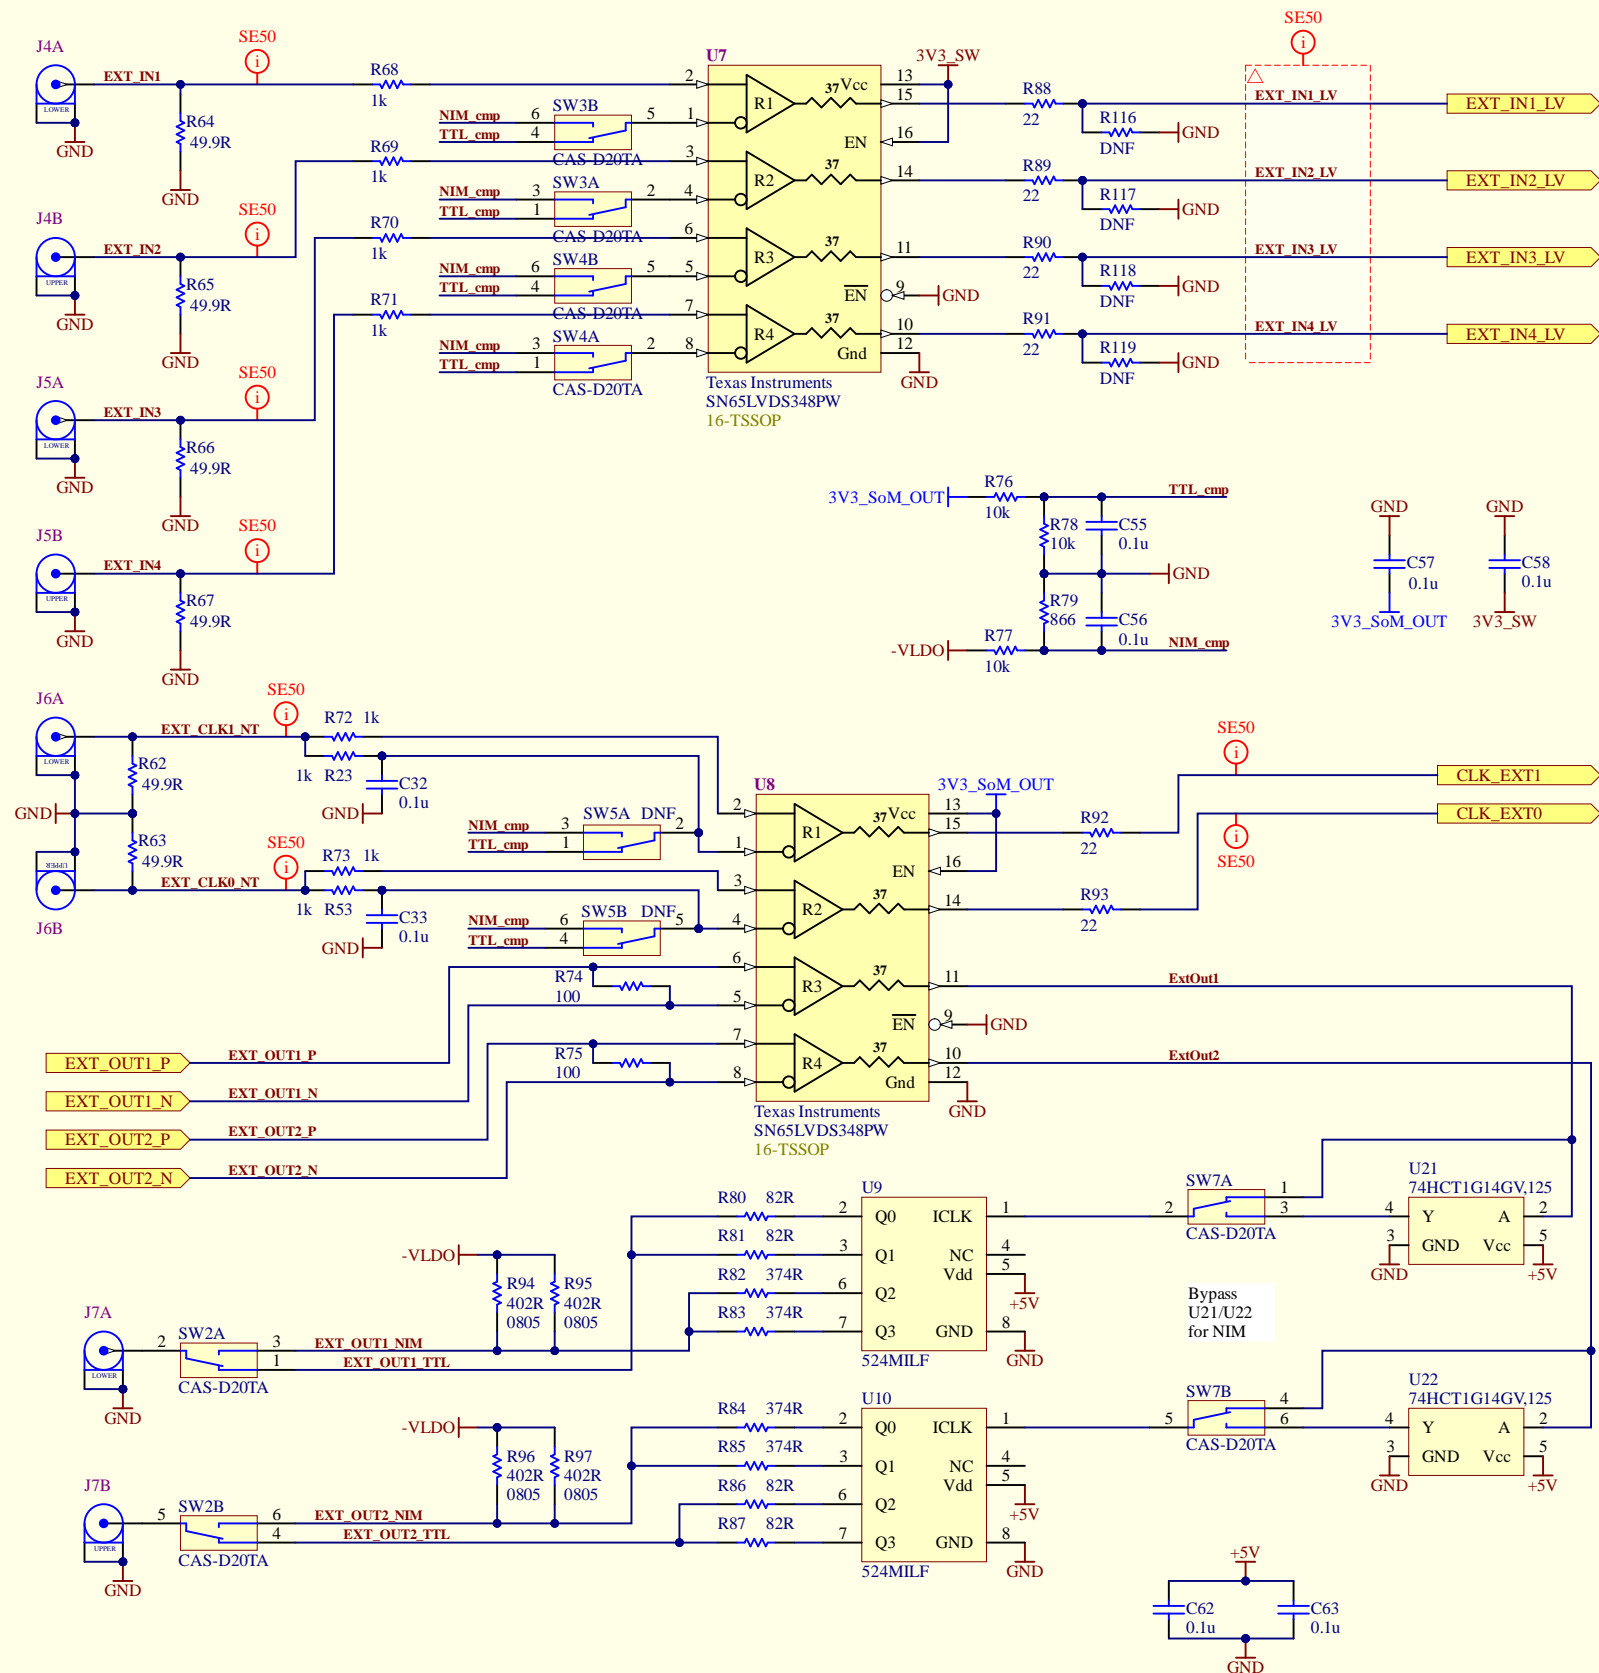 J4A
LOWER
GND
EXT_IN1
SE50
i
R64
49.9R
GND
R68
1k
NIM_cmp
TTL_cmp
6
4
SW3B
5
CAS-D20TA
J4B
UPPER
GND
EXT_IN2
SE50
i
R65
49.9R
GND
R69
1k
NIM_cmp
TTL_cmp
3
1
SW3A
2
CAS-D20TA
J5A
LOWER
GND
EXT_IN3
SE50
i
R66
49.9R
GND
R70
1k
NIM_cmp
TTL_cmp
6
4
SW4B
5
CAS-D20TA
J5B
UPPER
GND
EXT_IN4
SE50
i
R67
49.9R
GND
R71
1k
NIM_cmp
TTL_cmp
3
1
SW4A
2
CAS-D20TA
U7
2
1
3
4
6
5
7
8
R1
37
R2
37
R3
37
R4
37
Vcc
EN
EN
Gnd
13
15
16
14
11
9
10
12
3V3_SW
GND
GND
Texas Instruments
SN65LVDS348PW
16-TSSOP
R88
22
R116
DNF
GND
R89
22
R117
DNF
GND
R90
22
R118
DNF
GND
R91
22
R119
DNF
GND
SE50
i
EXT_IN1_LV
EXT_IN1_LV
EXT_IN2_LV
EXT_IN2_LV
EXT_IN3_LV
EXT_IN3_LV
EXT_IN4_LV
EXT_IN4_LV
3V3_SoM_OUT
R76
10k
TTL_cmp
R78
10k
C55
0.1u
GND
R79
866
C56
0.1u
-VLDO
R77
10k
NIM_cmp
GND
C57
0.1u
3V3_SoM_OUT
GND
C58
0.1u
3V3_SW
J6A
LOWER
EXT_CLK1_NT
SE50
i
R72 1k
1k R23
C32
0.1u
GND
R62
49.9R
GND
R63
49.9R
UPPER
J6B
EXT_CLK0_NT
SE50
i
R73 1k
1k R53
C33
0.1u
GND
NIM_cmp
TTL_cmp
3
1
SW5A DNF
2
NIM_cmp
TTL_cmp
6
4
SW5B DNF
5
R74
100
R75
100
U8
2
1
3
4
6
5
7
8
R1
37
R2
37
R3
37
R4
37
Vcc
EN
EN
Gnd
13
15
16
14
11
9
10
12
3V3_SoM_OUT
GND
GND
Texas Instruments
SN65LVDS348PW
16-TSSOP
R92
22
R93
22
SE50
i
i
SE50
CLK_EXT1
CLK_EXT0
ExtOut1
ExtOut2
EXT_OUT1_P
EXT_OUT1_P
EXT_OUT1_N
EXT_OUT1_N
EXT_OUT2_P
EXT_OUT2_P
EXT_OUT2_N
EXT_OUT2_N
R80 82R
R81 82R
R82 374R
R83 374R
U9
2
3
6
7
Q0
Q1
Q2
Q3
ICLK
NC
Vdd
GND
1
4
5
8
+5V
GND
524MILF
SW7A
2
1
3
CAS-D20TA
U21
74HCT1G14GV,125
4
3
Y
GND
A
Vcc
2
5
GND
+5V
Bypass
U21/U22
for NIM
-VLDO
R94
402R
0805
R95
402R
0805
J7A
LOWER
GND
2
SW2A
3
1
CAS-D20TA
EXT_OUT1_NIM
EXT_OUT1_TTL
R84 374R
R85 374R
R86 82R
R87 82R
U10
2
3
6
7
Q0
Q1
Q2
Q3
ICLK
NC
Vdd
GND
1
4
5
8
+5V
GND
524MILF
SW7B
5
4
6
CAS-D20TA
U22
74HCT1G14GV,125
4
3
Y
GND
A
Vcc
2
5
GND
+5V
-VLDO
R96
402R
0805
R97
402R
0805
J7B
UPPER
GND
5
SW2B
6
4
CAS-D20TA
EXT_OUT2_NIM
EXT_OUT2_TTL
+5V
C62
0.1u
C63
0.1u
GND